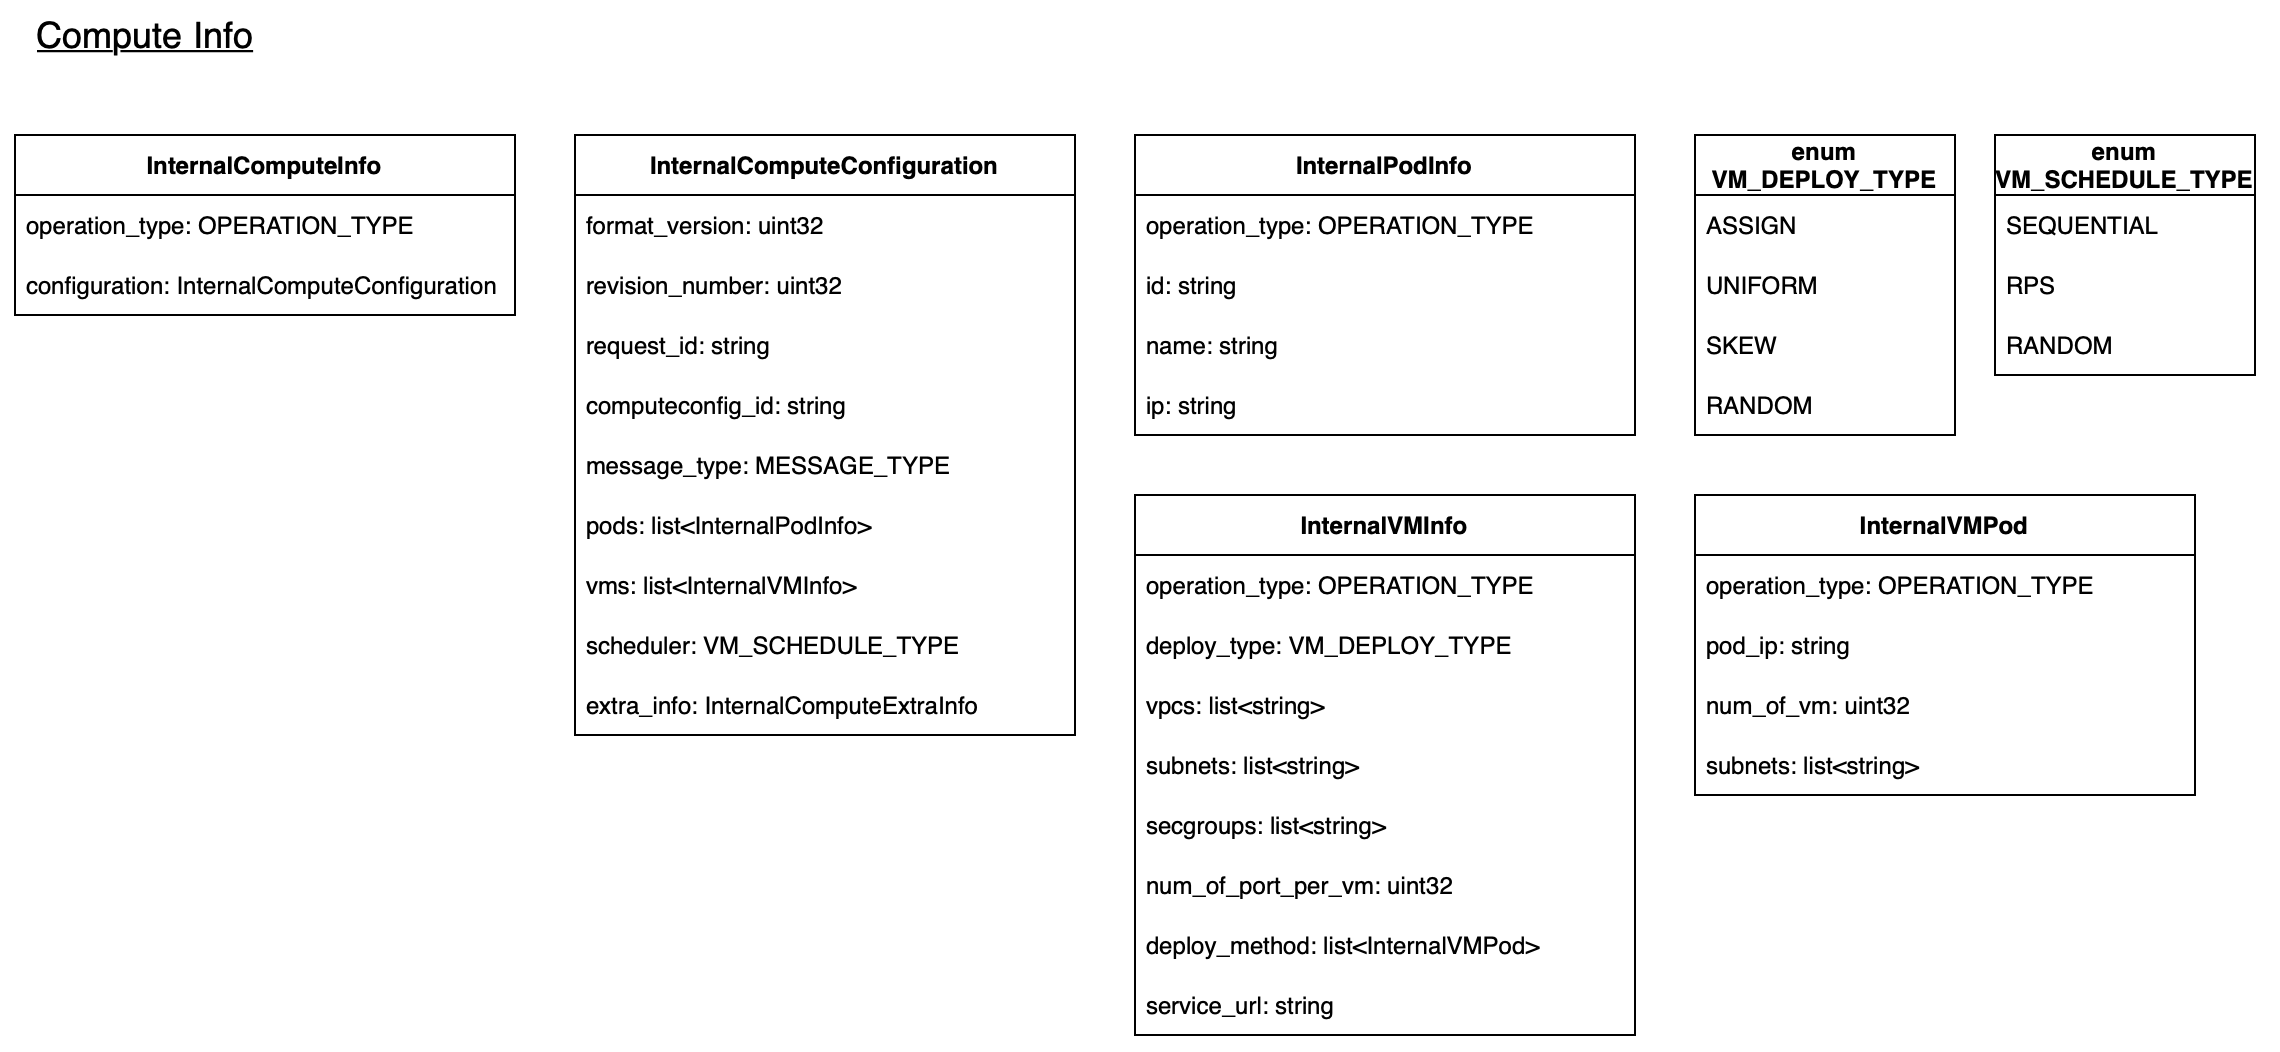 Compute Info
InternalComputeInfo
operation_type: OPERATION_TYPE
configuration: InternalComputeConfiguration
InternalComputeConfiguration
format_version: uint32
revision_number: uint32
request_id: string
computeconfig_id: string
message_type: MESSAGE_TYPE
pods: list<InternalPodInfo>
vms: list<InternalVMInfo>
scheduler: VM_SCHEDULE_TYPE
extra_info: InternalComputeExtraInfo
InternalPodInfo
operation_type: OPERATION_TYPE
id: string
name: string
ip: string
enum
VM_DEPLOY_TYPE
ASSIGN
UNIFORM
SKEW
RANDOM
enum
VM_SCHEDULE_TYPE
SEQUENTIAL
RPS
RANDOM
InternalVMInfo
operation_type: OPERATION_TYPE
deploy_type: VM_DEPLOY_TYPE
vpcs: list<string>
subnets: list<string>
secgroups: list<string>
num_of_port_per_vm: uint32
deploy_method: list<InternalVMPod>
service_url: string
InternalVMPod
operation_type: OPERATION_TYPE
pod_ip: string
num_of_vm: uint32
subnets: list<string>